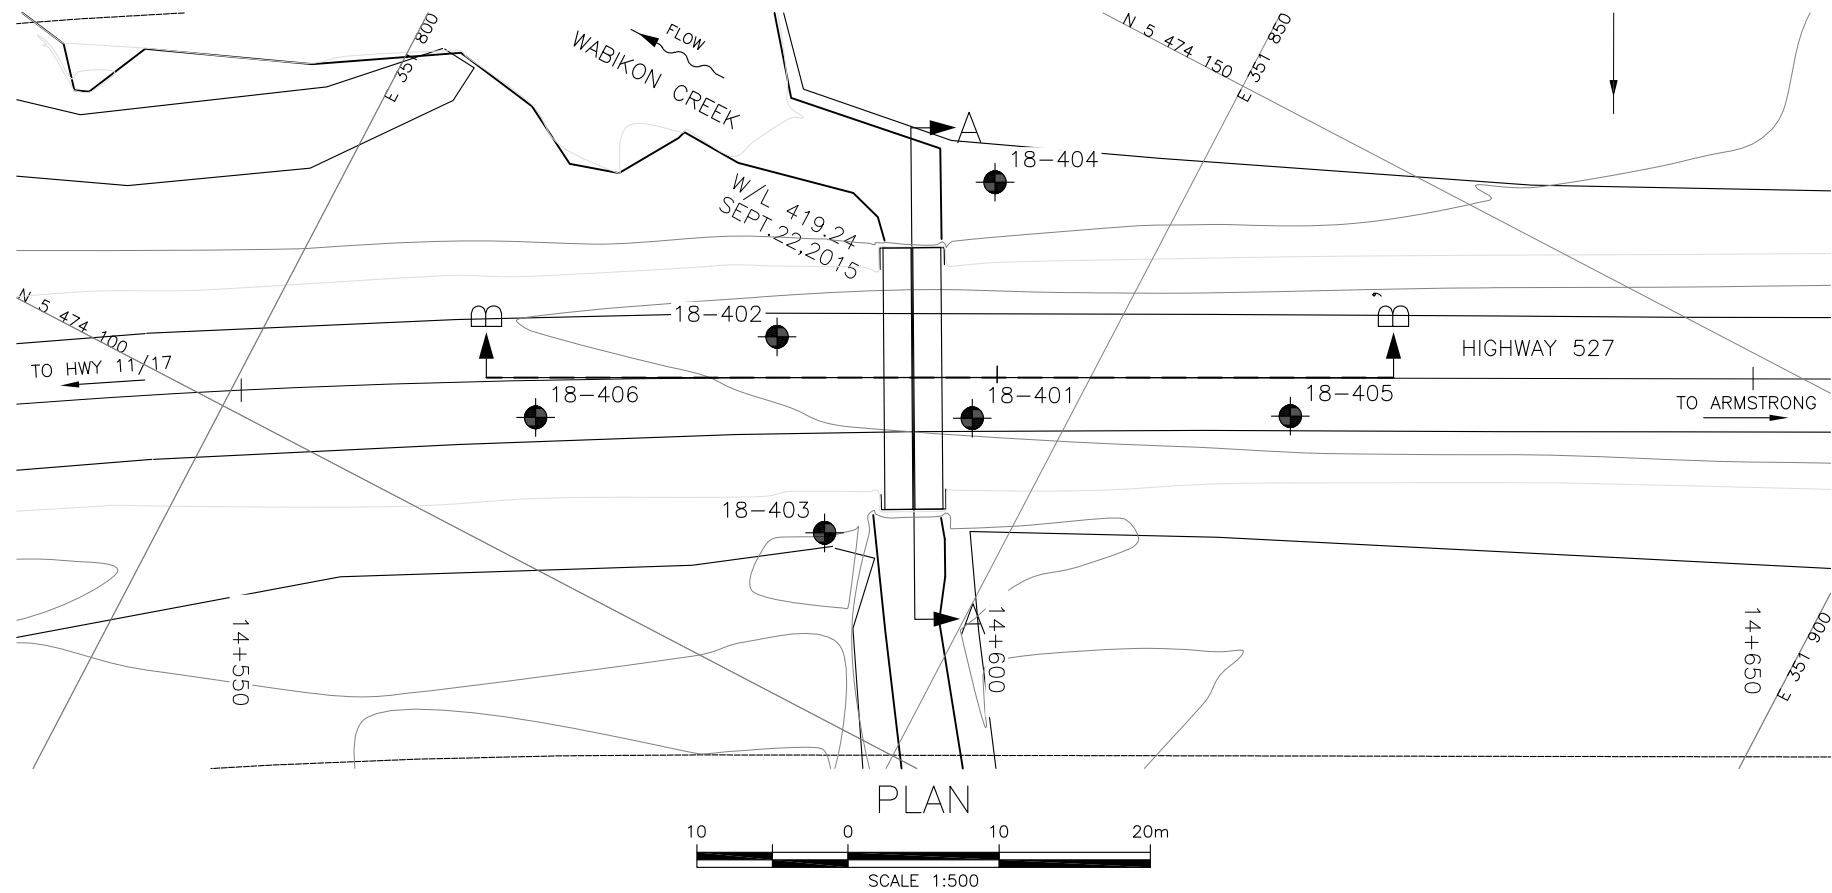 N 5 474 150
E 351 800
E 351 850
FLOW
WABIKON CREEK
A
18-404
W/L 419.24
SEPT.22,2015
N 5 474 100
B
18-402
B'
TO HWY 11/17
HIGHWAY 527
18-406
18-401
18-405
TO ARMSTRONG
18-403
14+550
A
14+600
14+650
E 351 900
PLAN
10 0 10 20m
SCALE 1:500